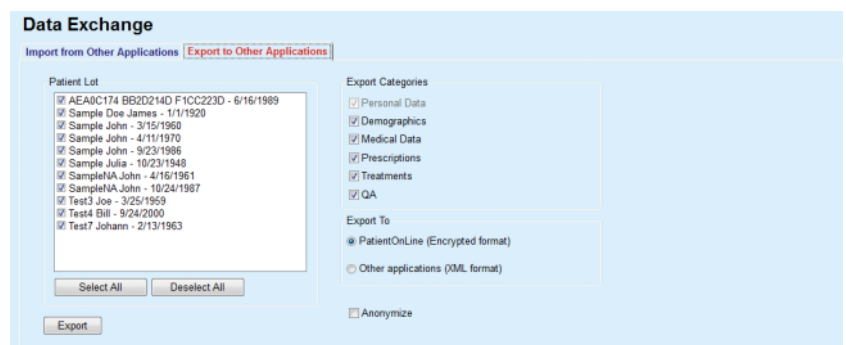 Data Exchange
Import from Other Applications Export to Other Applications
Patient Lot
AEA0C174 BB2D214D F1CC223D - 6/16/1989
Sample Doe James - 1/1/1920
Sample John - 3/15/1960
Sample John - 4/11/1970
Sample John - 9/23/1986
Sample Julia - 10/23/1948
SampleNA John - 4/16/1961
SampleNA John - 10/24/1987
Test3 Joe - 3/25/1959
Test4 Bill - 9/24/2000
Test7 Johann - 2/13/1963
Select All Deselect All
Export
Export Categories
Personal Data
Demographics
Medical Data
Prescriptions
Treatments
QA
Export To
PatientOnLine (Encrypted format)
Other applications (XML format)
Anonymize